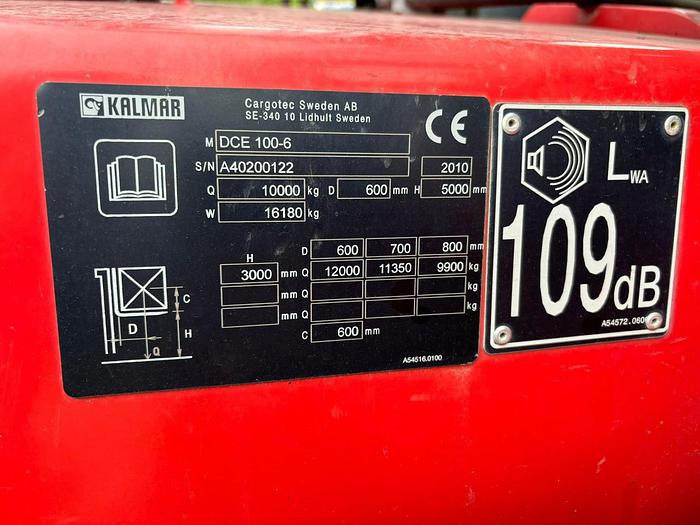 KALMAR
Cargotec Sweden AB
SE-340 10 Lidhult Sweden
CE
M DCE 100-6
S/N A40200122 2010
Q 10000 kg D 600 mm H 5000 mm
W 16180 kg
H D 600 700 800 mm
3000 mm Q 12000 11350 9900 kg
mm Q kg
mm Q kg
C 600 mm
C
D H
Q
A54516.0100
LWA
109dB
A54572.0600